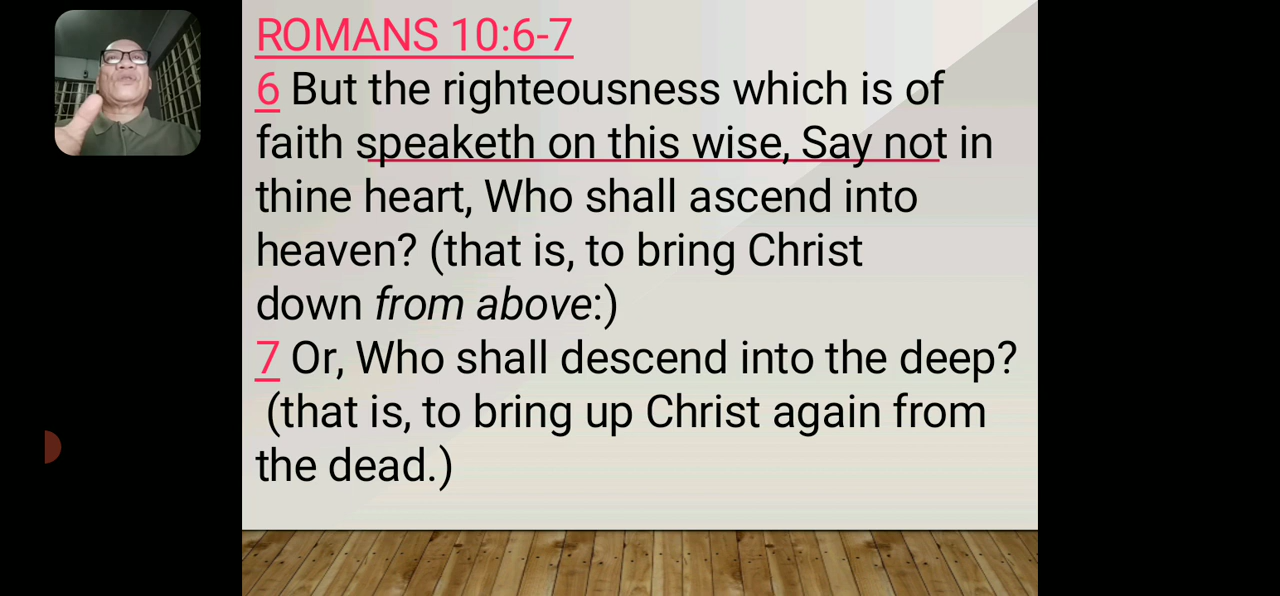 ROMANS 10:6-7
6 But the righteousness which is of
faith speaketh on this wise, Say not in
thine heart, Who shall ascend into
heaven? (that is, to bring Christ
down from above:)
7 Or, Who shall descend into the deep?
(that is, to bring up Christ again from
the dead.)